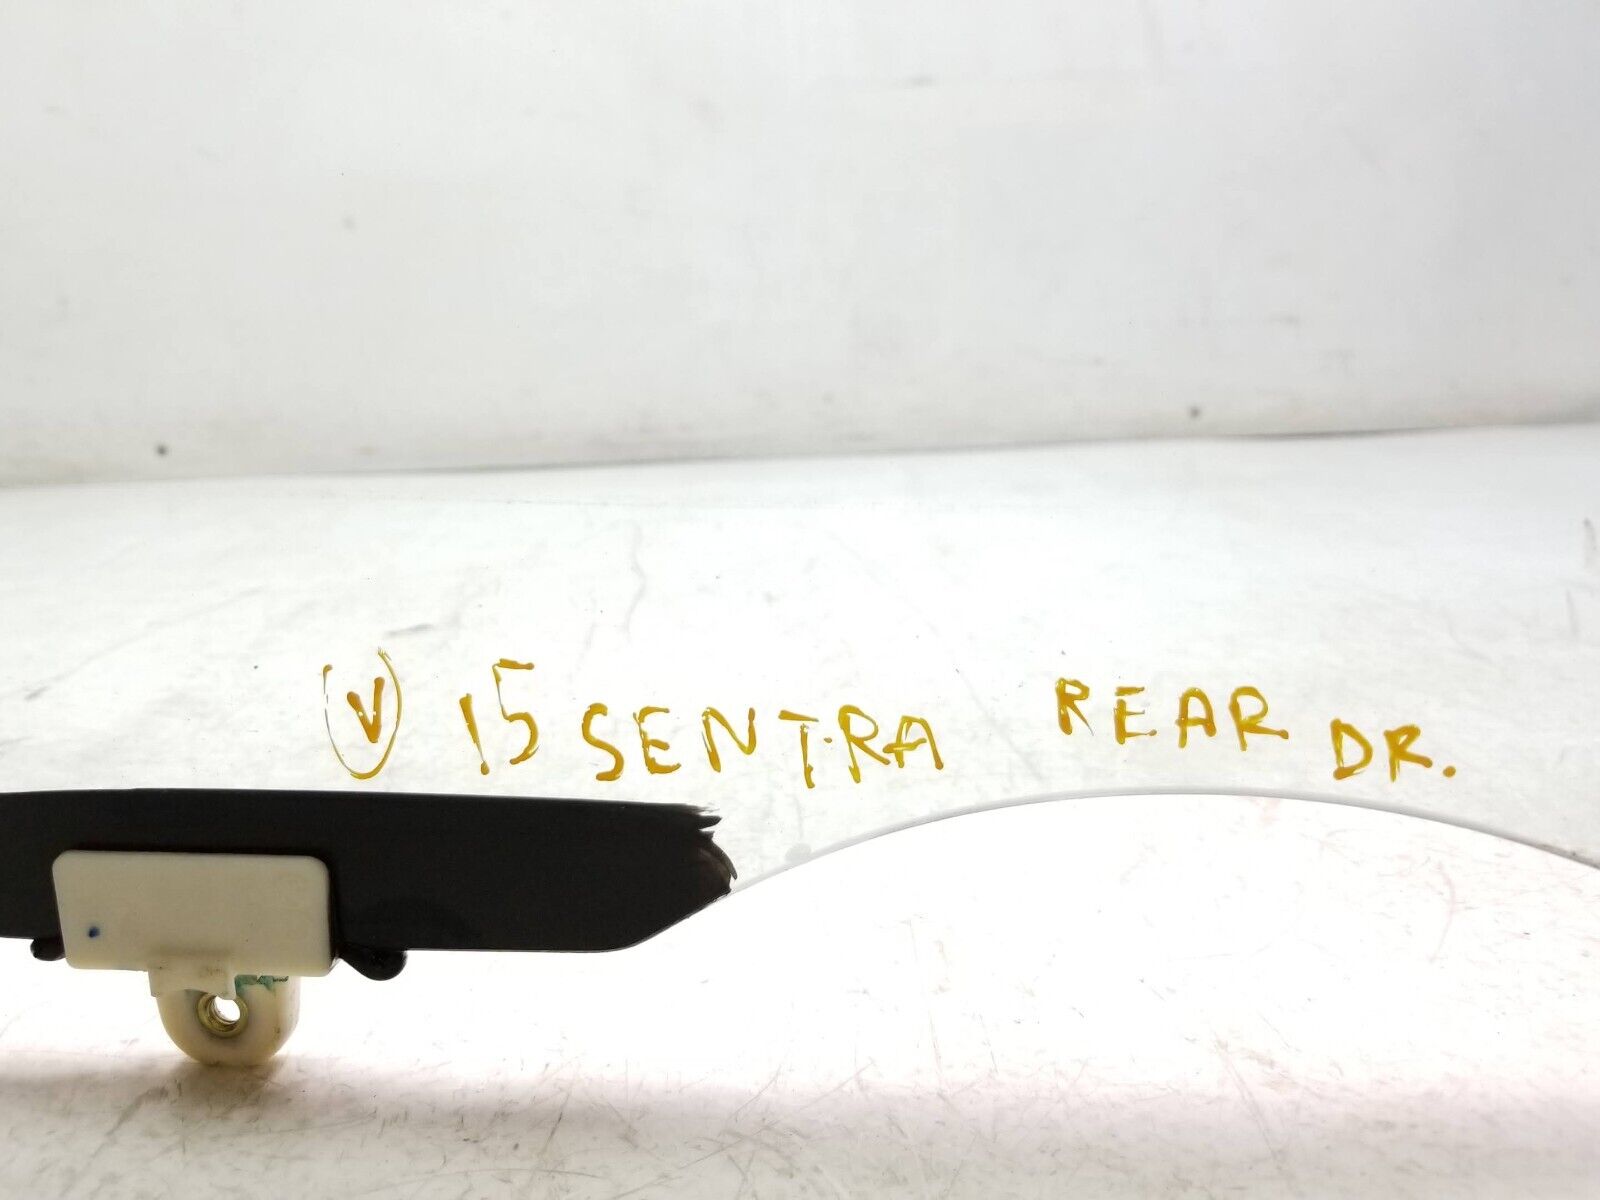 V 15 SENTRA REAR DR.